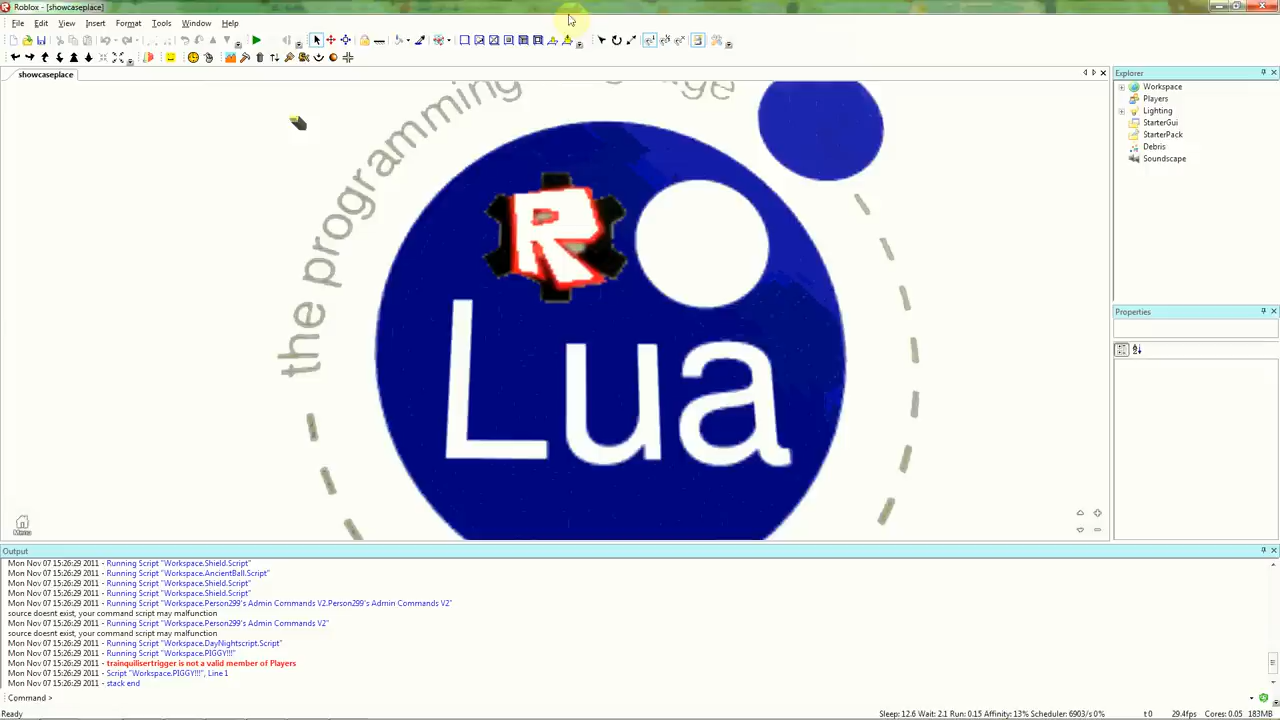 Roblox - [showcaseplace]
File Edit View Insert Format Tools Window Help
showcaseplace
Explorer
Workspace
Players
Lighting
StarterGui
StarterPack
Debris
Soundscape
the programming
R
Lua
Properties
Menu
Output
Mon Nov 07 15:26:29 2011 - Running Script "Workspace.Shield.Script"
Mon Nov 07 15:26:29 2011 - Running Script "Workspace.AncientBall.Script"
Mon Nov 07 15:26:29 2011 - Running Script "Workspace.Shield.Script"
Mon Nov 07 15:26:29 2011 - Running Script "Workspace.Shield.Script"
Mon Nov 07 15:26:29 2011 - Running Script "Workspace.Person299's Admin Commands V2.Person299's Admin Commands V2"
source doesnt exist, your command script may malfunction
Mon Nov 07 15:26:29 2011 - Running Script "Workspace.Person299's Admin Commands V2"
source doesnt exist, your command script may malfunction
Mon Nov 07 15:26:29 2011 - Running Script "Workspace.DayNightscript.Script"
Mon Nov 07 15:26:29 2011 - Running Script "Workspace.PIGGY!!!"
Mon Nov 07 15:26:29 2011 - trainquilisertrigger is not a valid member of Players
Mon Nov 07 15:26:29 2011 - Script "Workspace.PIGGY!!!", Line 1
Mon Nov 07 15:26:29 2011 - stack end
Command >
Ready
Sleep: 12.6 Wait: 2.1 Run: 0.15 Affinity: 13% Scheduler: 6903/s 0% t 0 29.4fps Cores: 0.05 183MB